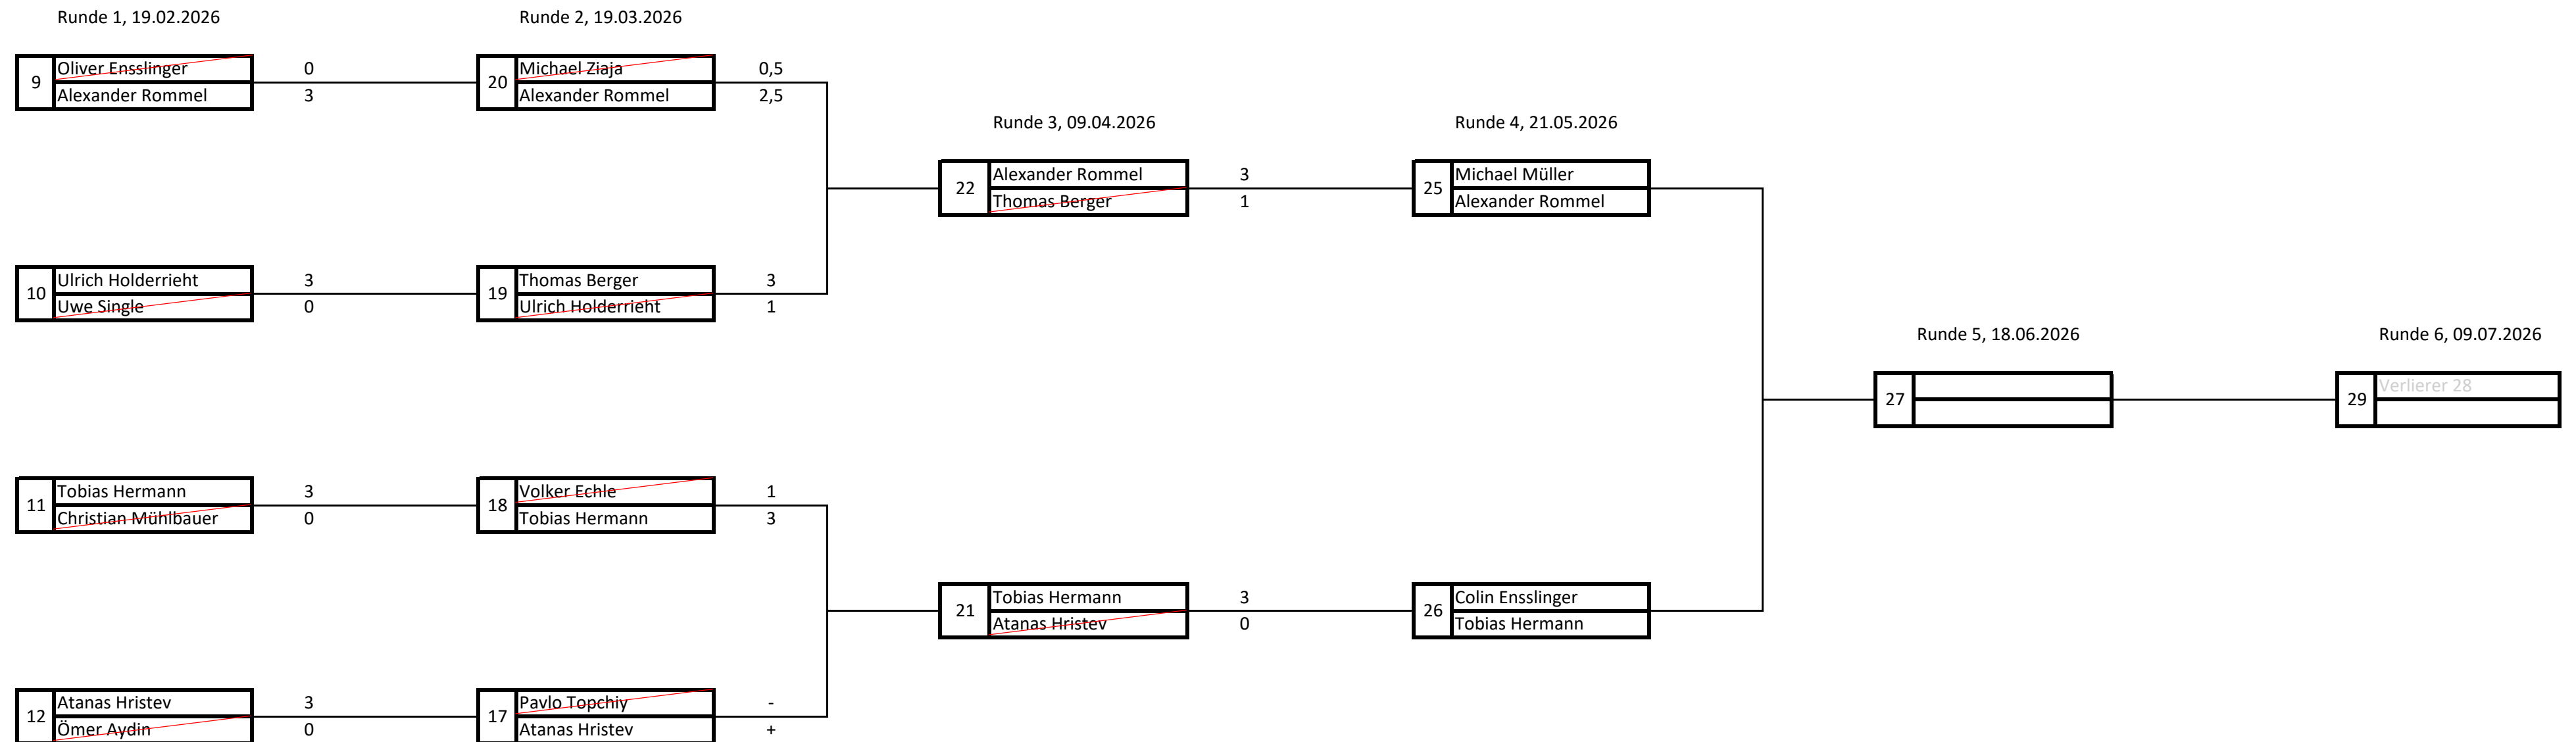 Runde 1, 19.02.2026 Runde 2, 19.03.2026
Oliver Ensslinger 0 Michael Ziaja 0,5
9 20
Alexander Rommel 3 Alexander Rommel 2,5
Runde 3, 09.04.2026 Runde 4, 21.05.2026
Alexander Rommel 3 Michael Müller
22 25
Thomas Berger 1 Alexander Rommel
Ulrich Holderrieht 3 Thomas Berger 3
10 19
Uwe Single 0 Ulrich Holderrieht 1
Runde 5, 18.06.2026 Runde 6, 09.07.2026
Verlierer 28
27 29
Tobias Hermann 3 Volker Echle 1
11 18
Christian Mühlbauer 0 Tobias Hermann 3
Tobias Hermann 3 Colin Ensslinger
21 26
Atanas Hristev 0 Tobias Hermann
Atanas Hristev 3 Pavlo Topchiy -
12 17
Ömer Aydin 0 Atanas Hristev +